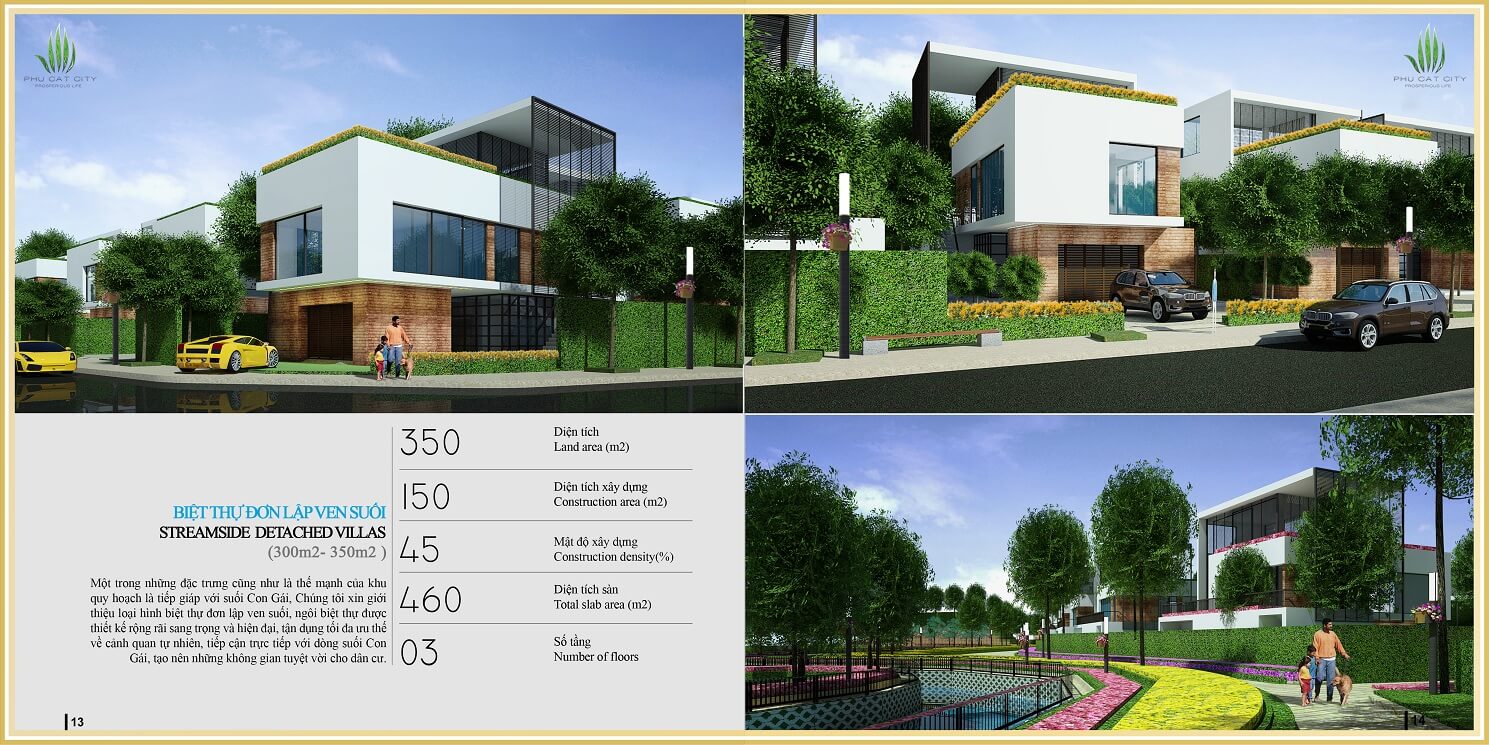 PHU CAT CITY
PROSPERIOUS LIFE
PHU CAT CITY
PROSPERIOUS LIFE
BIỆT THỰ ĐƠN LẬP VEN SUỐI
STREAMSIDE DETACHED VILLAS
(300m2- 350m2 )
Một trong những đặc trưng cũng như là thế mạnh của khu
quy hoạch là tiếp giáp với suối Con Gái, Chúng tôi xin giới
thiệu loại hình biệt thự đơn lập ven suối, ngôi biệt thự được
thiết kế rộng rãi sang trọng và hiện đại, tận dụng tối đa ưu thế
về cảnh quan tự nhiên, tiếp cận trực tiếp với dòng suối Con
Gái, tạo nên những không gian tuyệt vời cho dân cư.
350
Diện tích
Land area (m2)
150
Diện tích xây dựng
Construction area (m2)
45
Mật độ xây dựng
Construction density(%)
460
Diện tích sàn
Total slab area (m2)
03
Số tầng
Number of floors
13
14